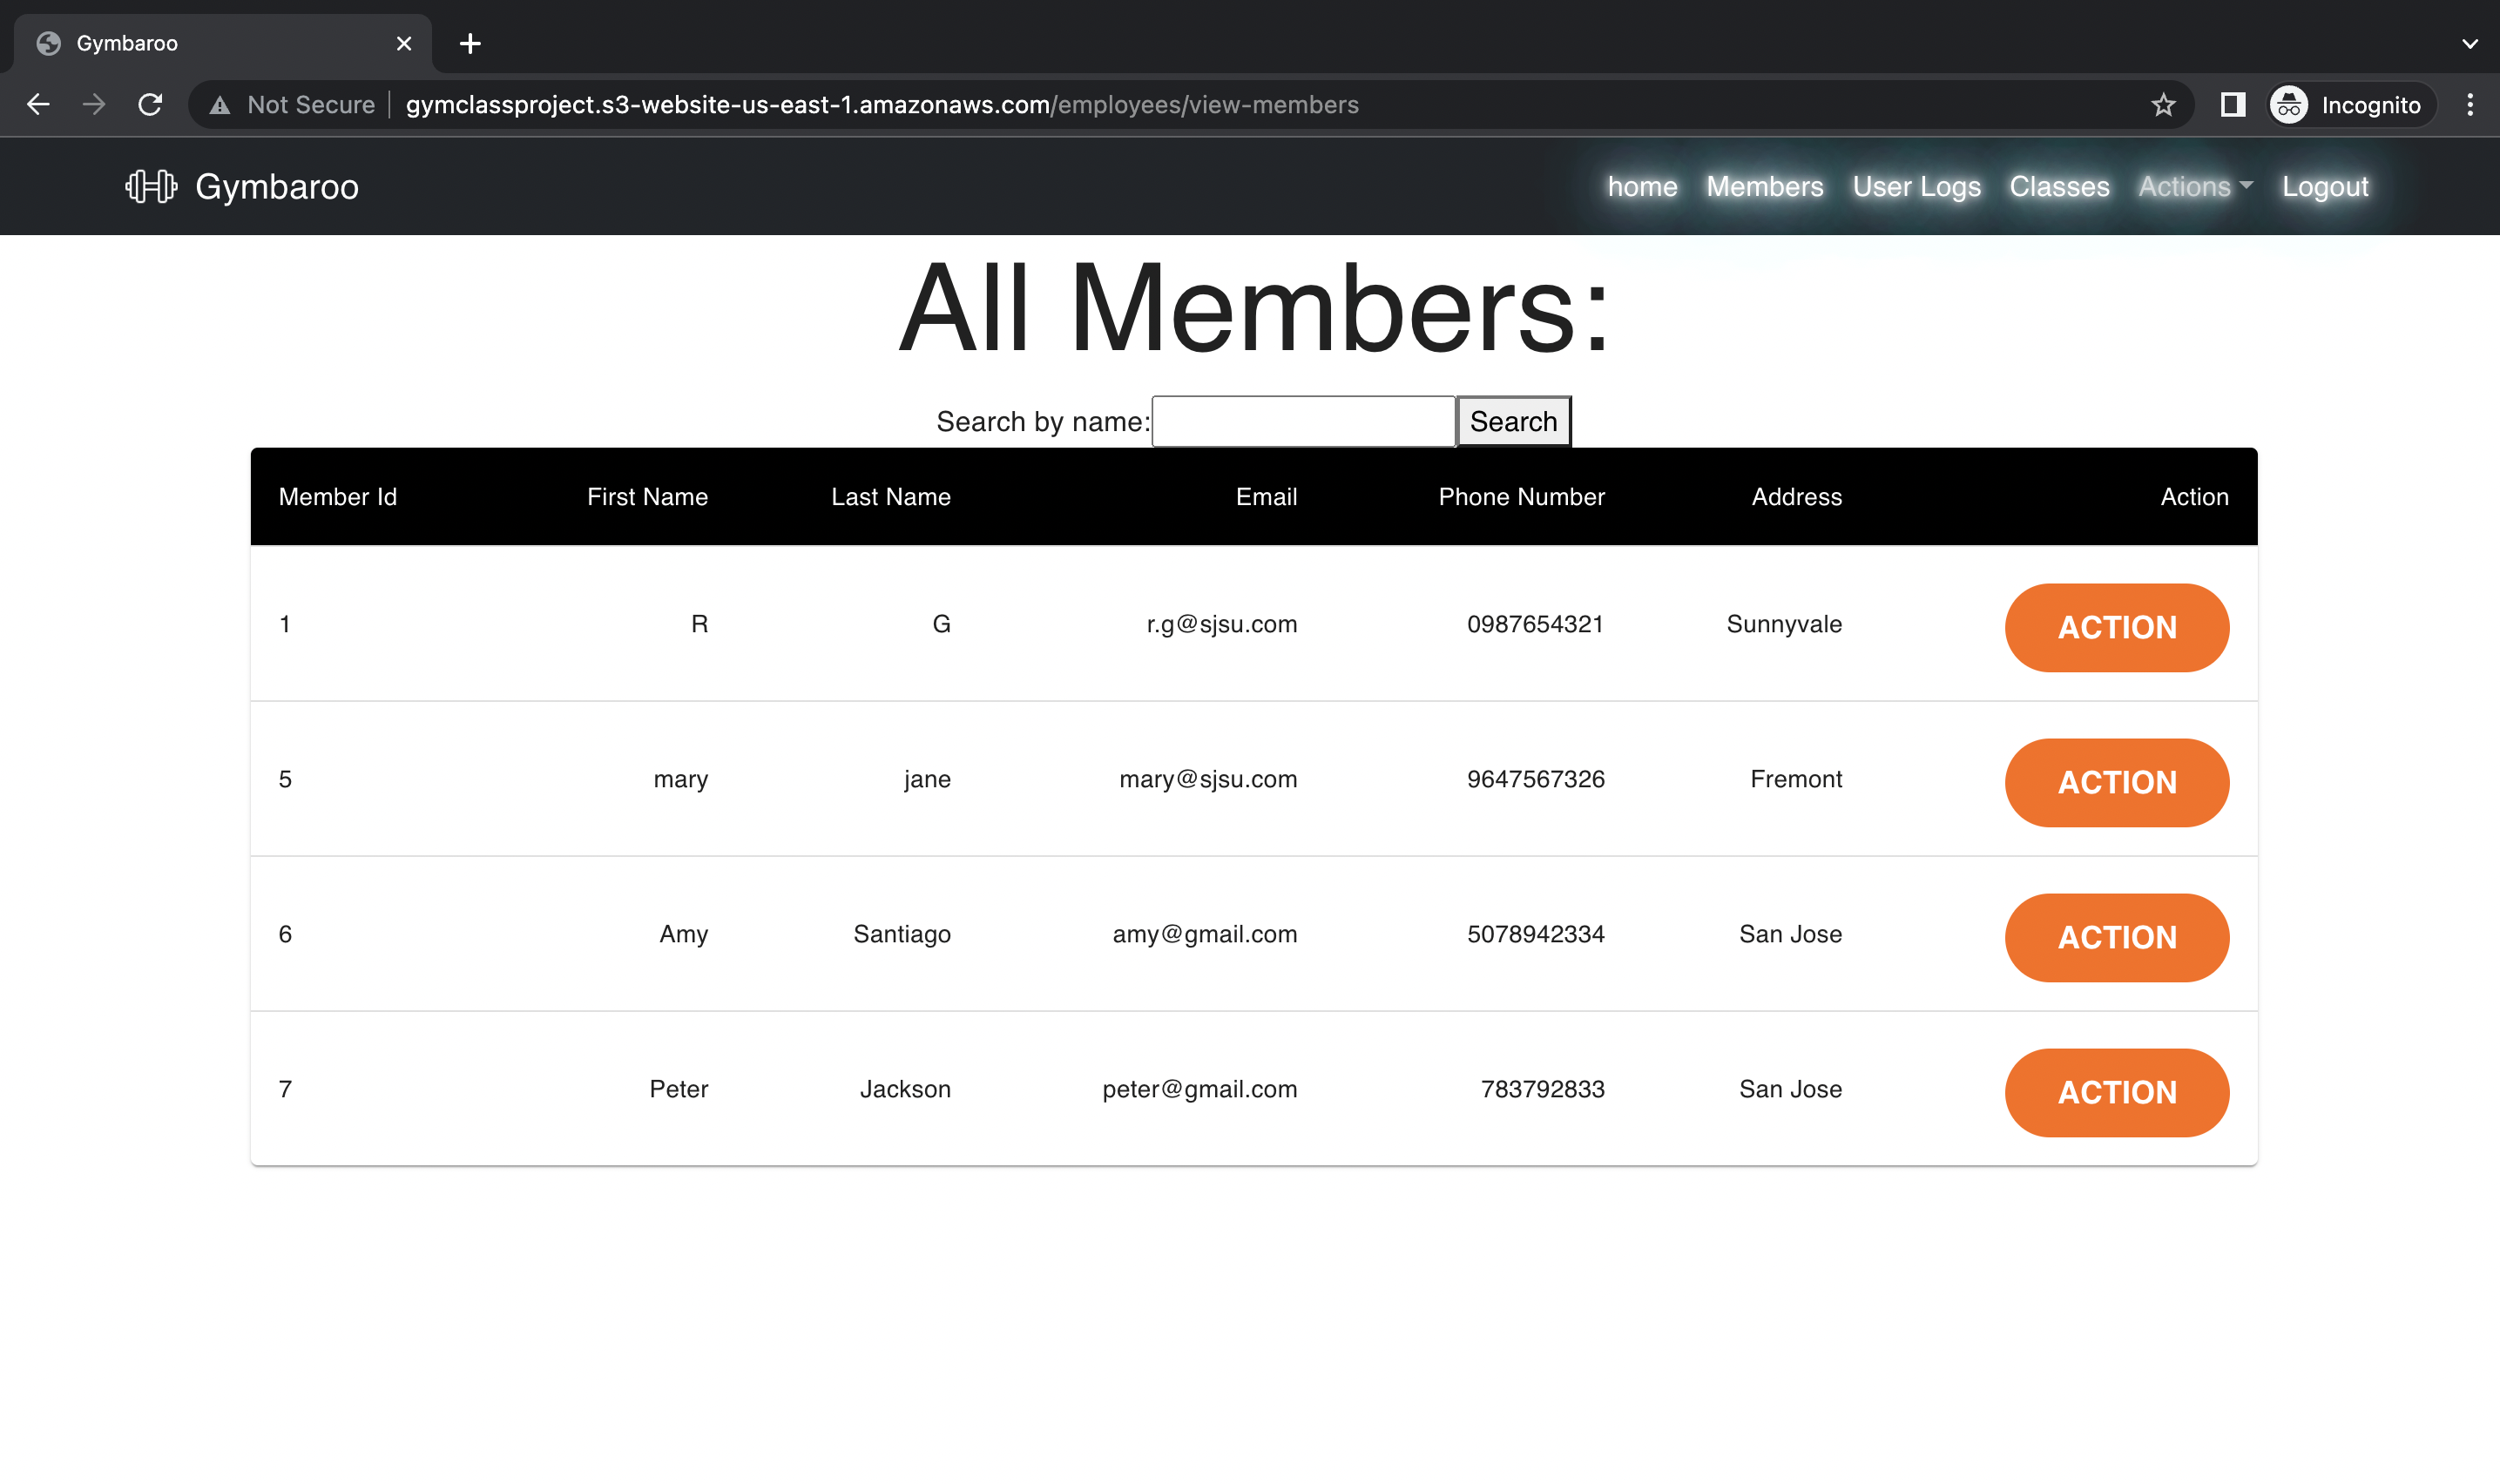 Gymbaroo
Not Secure gymclassproject.s3-website-us-east-1.amazonaws.com/employees/view-members Incognito
Gymbaroo home Members User Logs Classes Actions Logout
All Members:
Search by name: Search
Member Id First Name Last Name Email Phone Number Address Action
1 R G r.g@sjsu.com 0987654321 Sunnyvale ACTION
5 mary jane mary@sjsu.com 9647567326 Fremont ACTION
6 Amy Santiago amy@gmail.com 5078942334 San Jose ACTION
7 Peter Jackson peter@gmail.com 783792833 San Jose ACTION